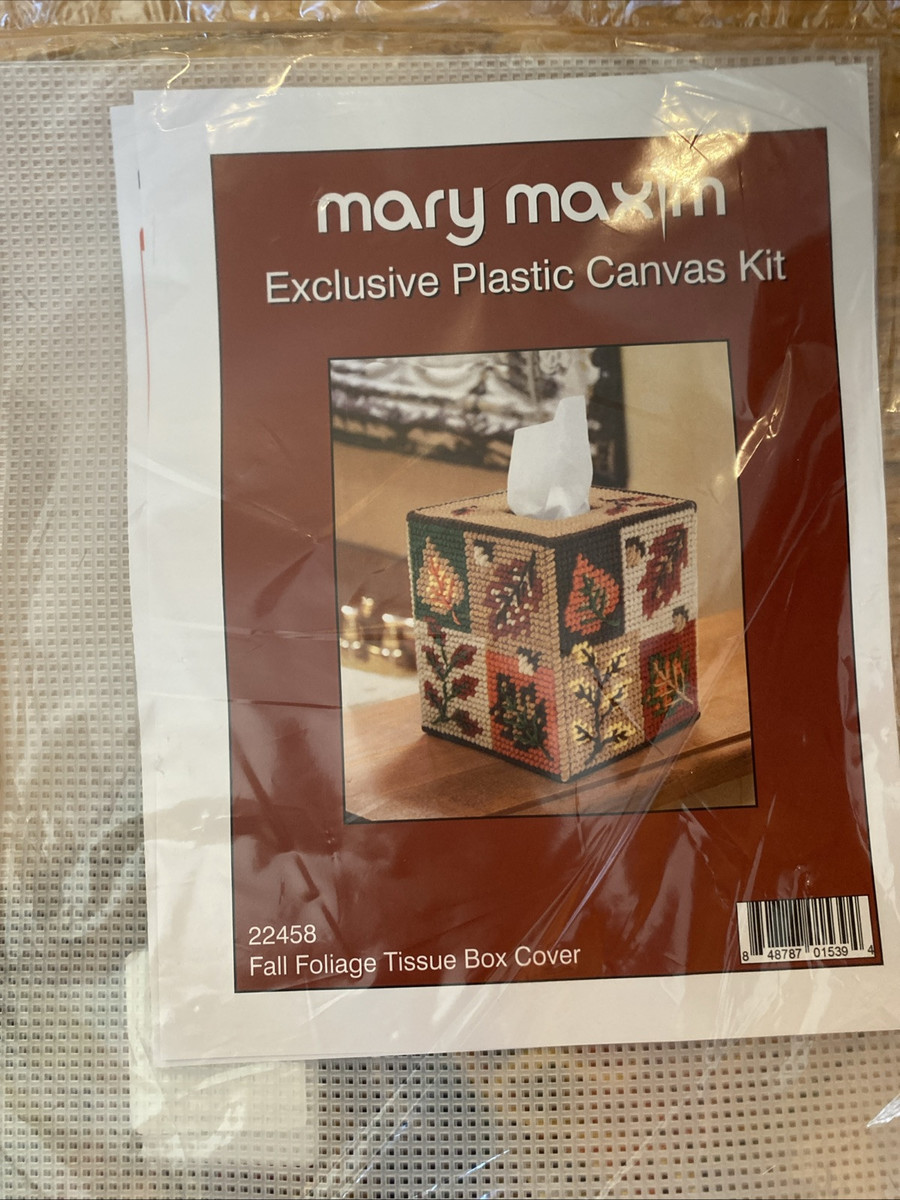 mary maxim
Exclusive Plastic Canvas Kit
22458
Fall Foliage Tissue Box Cover
8 48787 01539 4